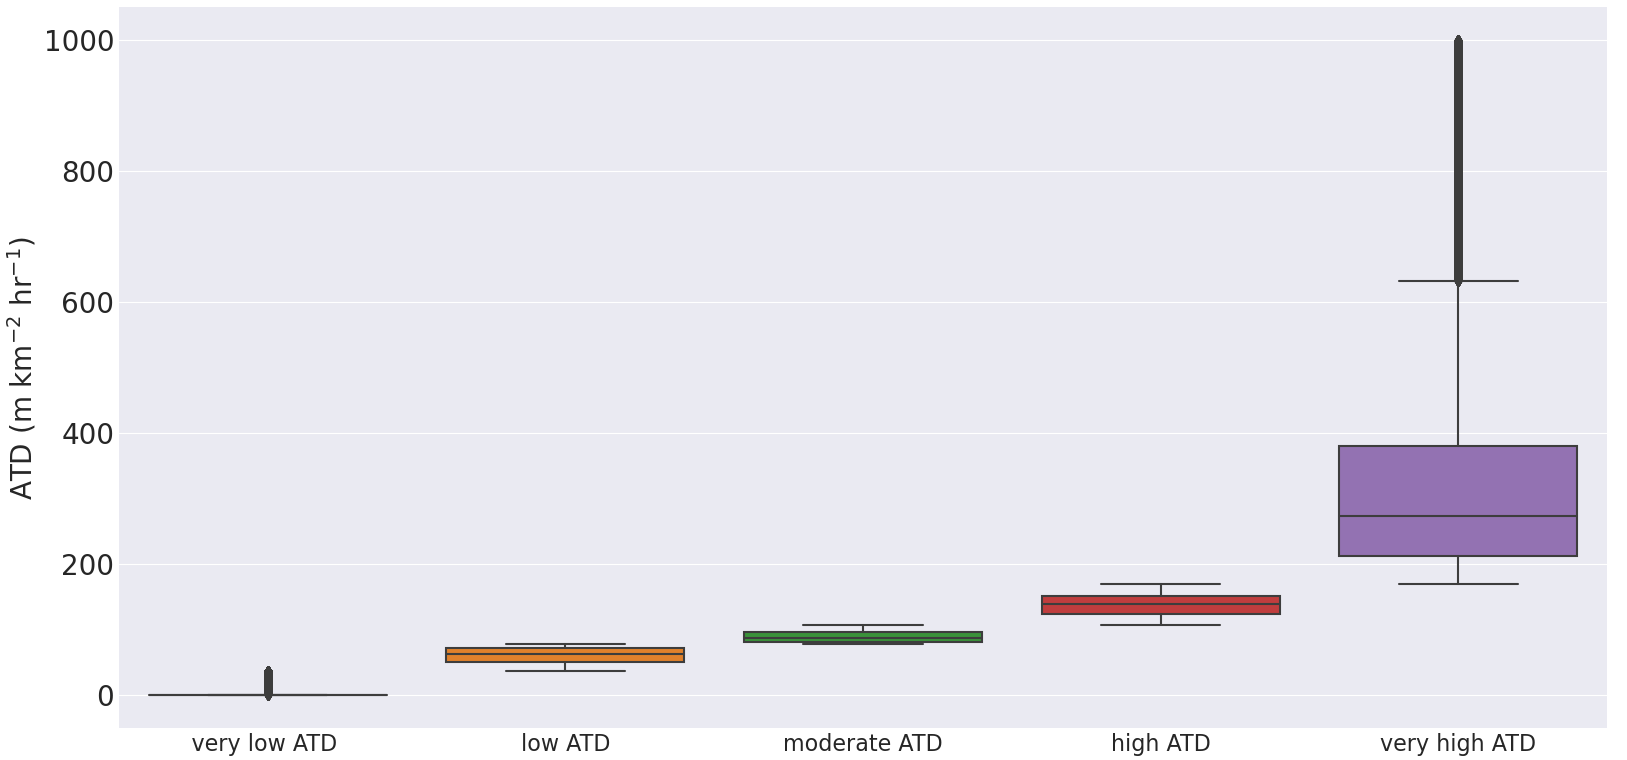 ATD (m km⁻² hr⁻¹)
1000
800
600
400
200
0
very low ATD
low ATD
moderate ATD
high ATD
very high ATD